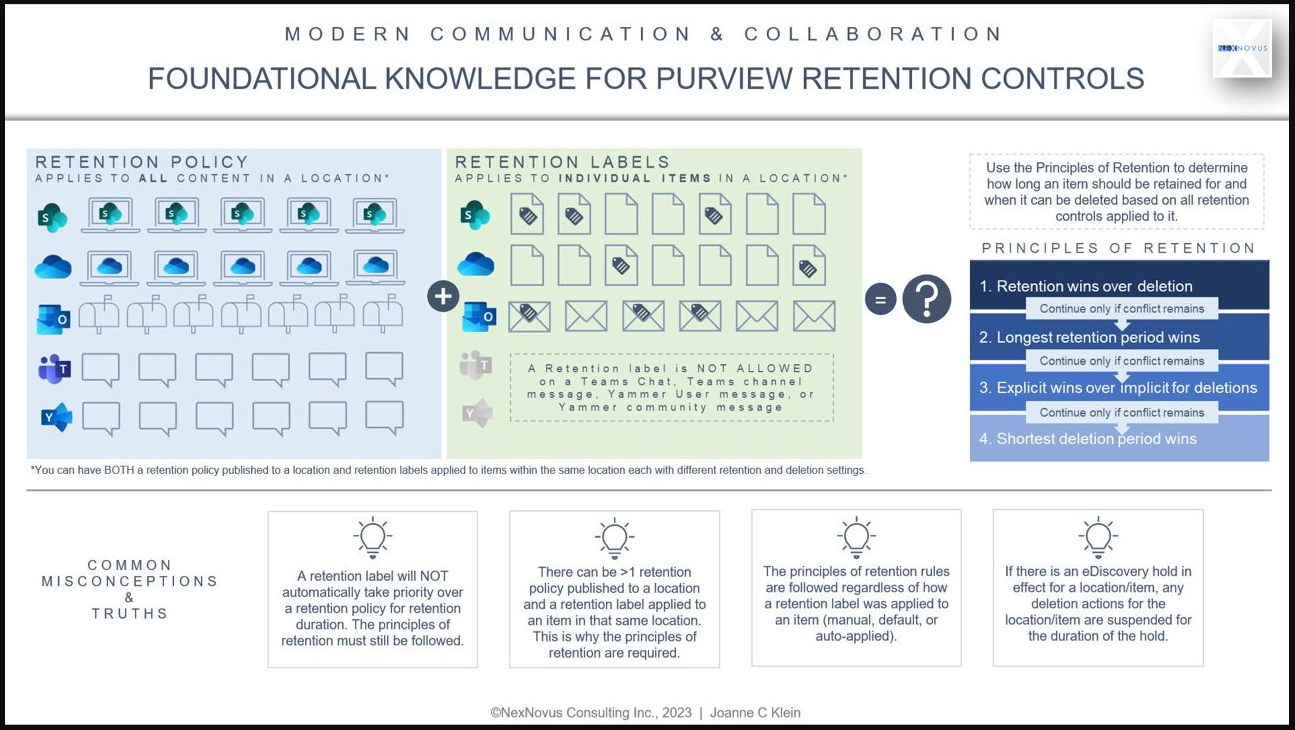 MODERN COMMUNICATION & COLLABORATION
NEXNOVUS
FOUNDATIONAL KNOWLEDGE FOR PURVIEW RETENTION CONTROLS
RETENTION POLICY
APPLIES TO ALL CONTENT IN A LOCATION*
S
S
S
S
S
S
O
T
Y
+
RETENTION LABELS
APPLIES TO INDIVIDUAL ITEMS IN A LOCATION*
S
O
T
Y
A Retention label is NOT ALLOWED
on a Teams Chat, Teams channel
message, Yammer User message, or
Yammer community message
=
?
Use the Principles of Retention to determine
how long an item should be retained for and
when it can be deleted based on all retention
controls applied to it.
PRINCIPLES OF RETENTION
1. Retention wins over deletion
Continue only if conflict remains
2. Longest retention period wins
Continue only if conflict remains
3. Explicit wins over implicit for deletions
Continue only if conflict remains
4. Shortest deletion period wins
*You can have BOTH a retention policy published to a location and retention labels applied to items within the same location each with different retention and deletion settings.
COMMON
MISCONCEPTIONS
&
TRUTHS
A retention label will NOT
automatically take priority over
a retention policy for retention
duration. The principles of
retention must still be followed.
There can be >1 retention
policy published to a location
and a retention label applied to
an item in that same location.
This is why the principles of
retention are required.
The principles of retention rules
are followed regardless of how
a retention label was applied to
an item (manual, default, or
auto-applied).
If there is an eDiscovery hold in
effect for a location/item, any
deletion actions for the
location/item are suspended for
the duration of the hold.
©NexNovus Consulting Inc., 2023 | Joanne C Klein